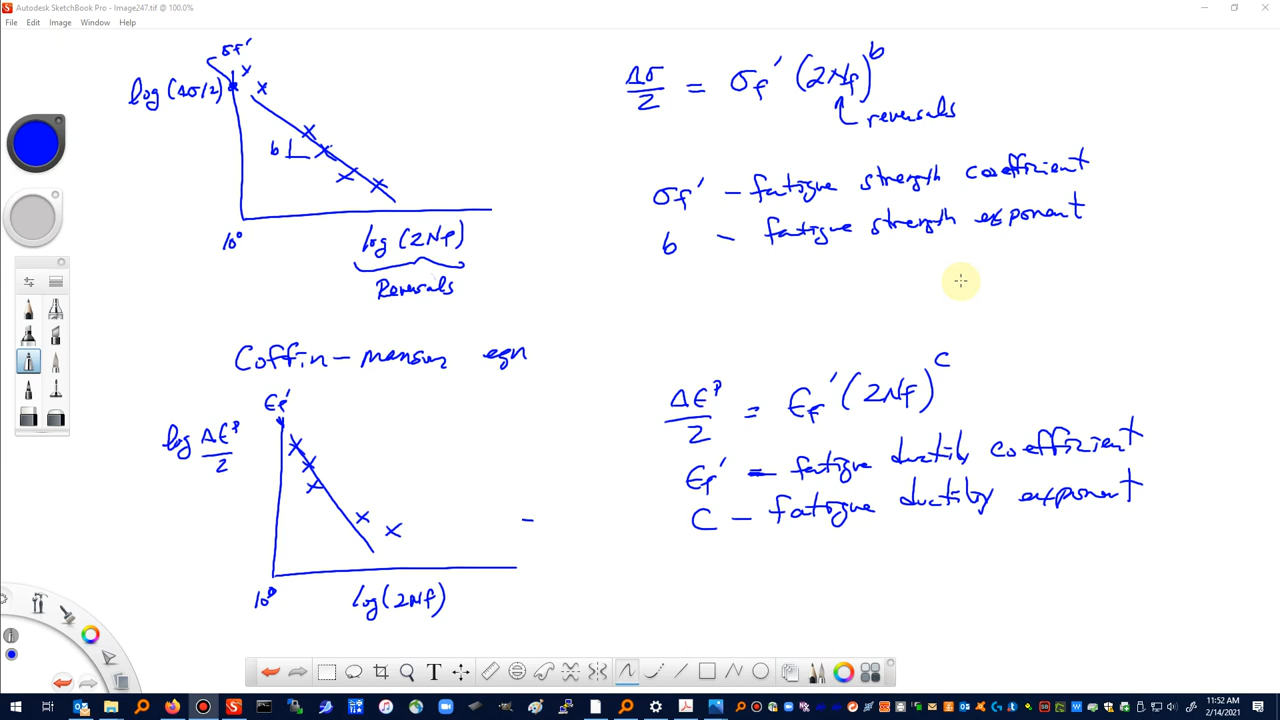 Autodesk SketchBook Pro - Image247.tif @ 100.0%
File Edit Image Window Help
σf'
log (Δσ/2)
b
10⁰
log (2Nf)
Reversals
Δσ/2 = σf' (2Nf)^b
reversals
σf' - fatigue strength coefficient
b - fatigue strength exponent
Coffin - manson eqn
εf'
log Δε^p/2
10⁰
log(2Nf)
Δε^p/2 = εf' (2Nf)^c
εf' - fatigue ductility coefficient
c - fatigue ductility exponent
T
11:52 AM
2/14/2021